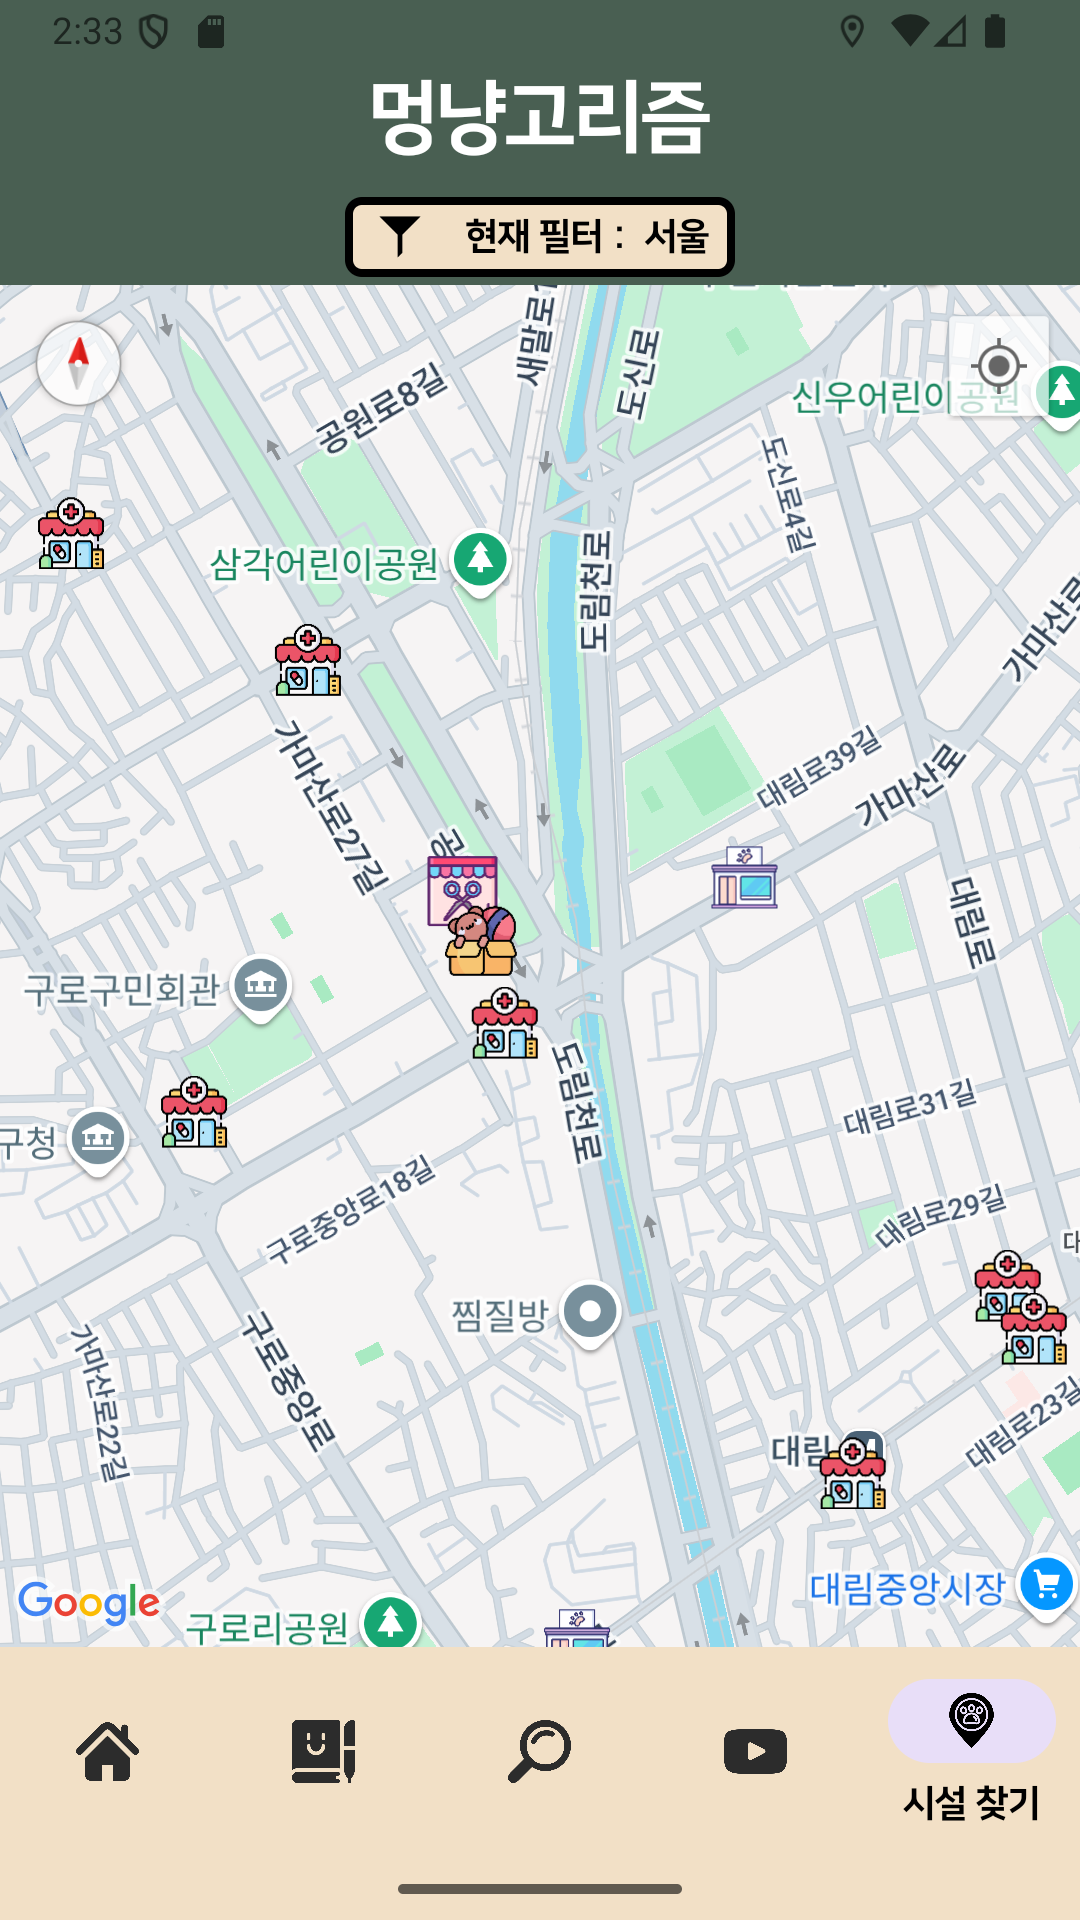 2:33
멍냥고리즘
현재 필터 : 서울
새말로
도신로
공원로8길
신우어린이공원
도신로4길
삼각어린이공원
도림천로
가마산로
대림로39길
가마산로
가마산로27길
공
대림로
구로구민회관
도림천로
대림로31길
구청
구로중앙로18길
대림로29길
대
찜질방
구로중앙로
가마산로22길
대림로23길
대림
대림중앙시장
Google
구로리공원
시설 찾기